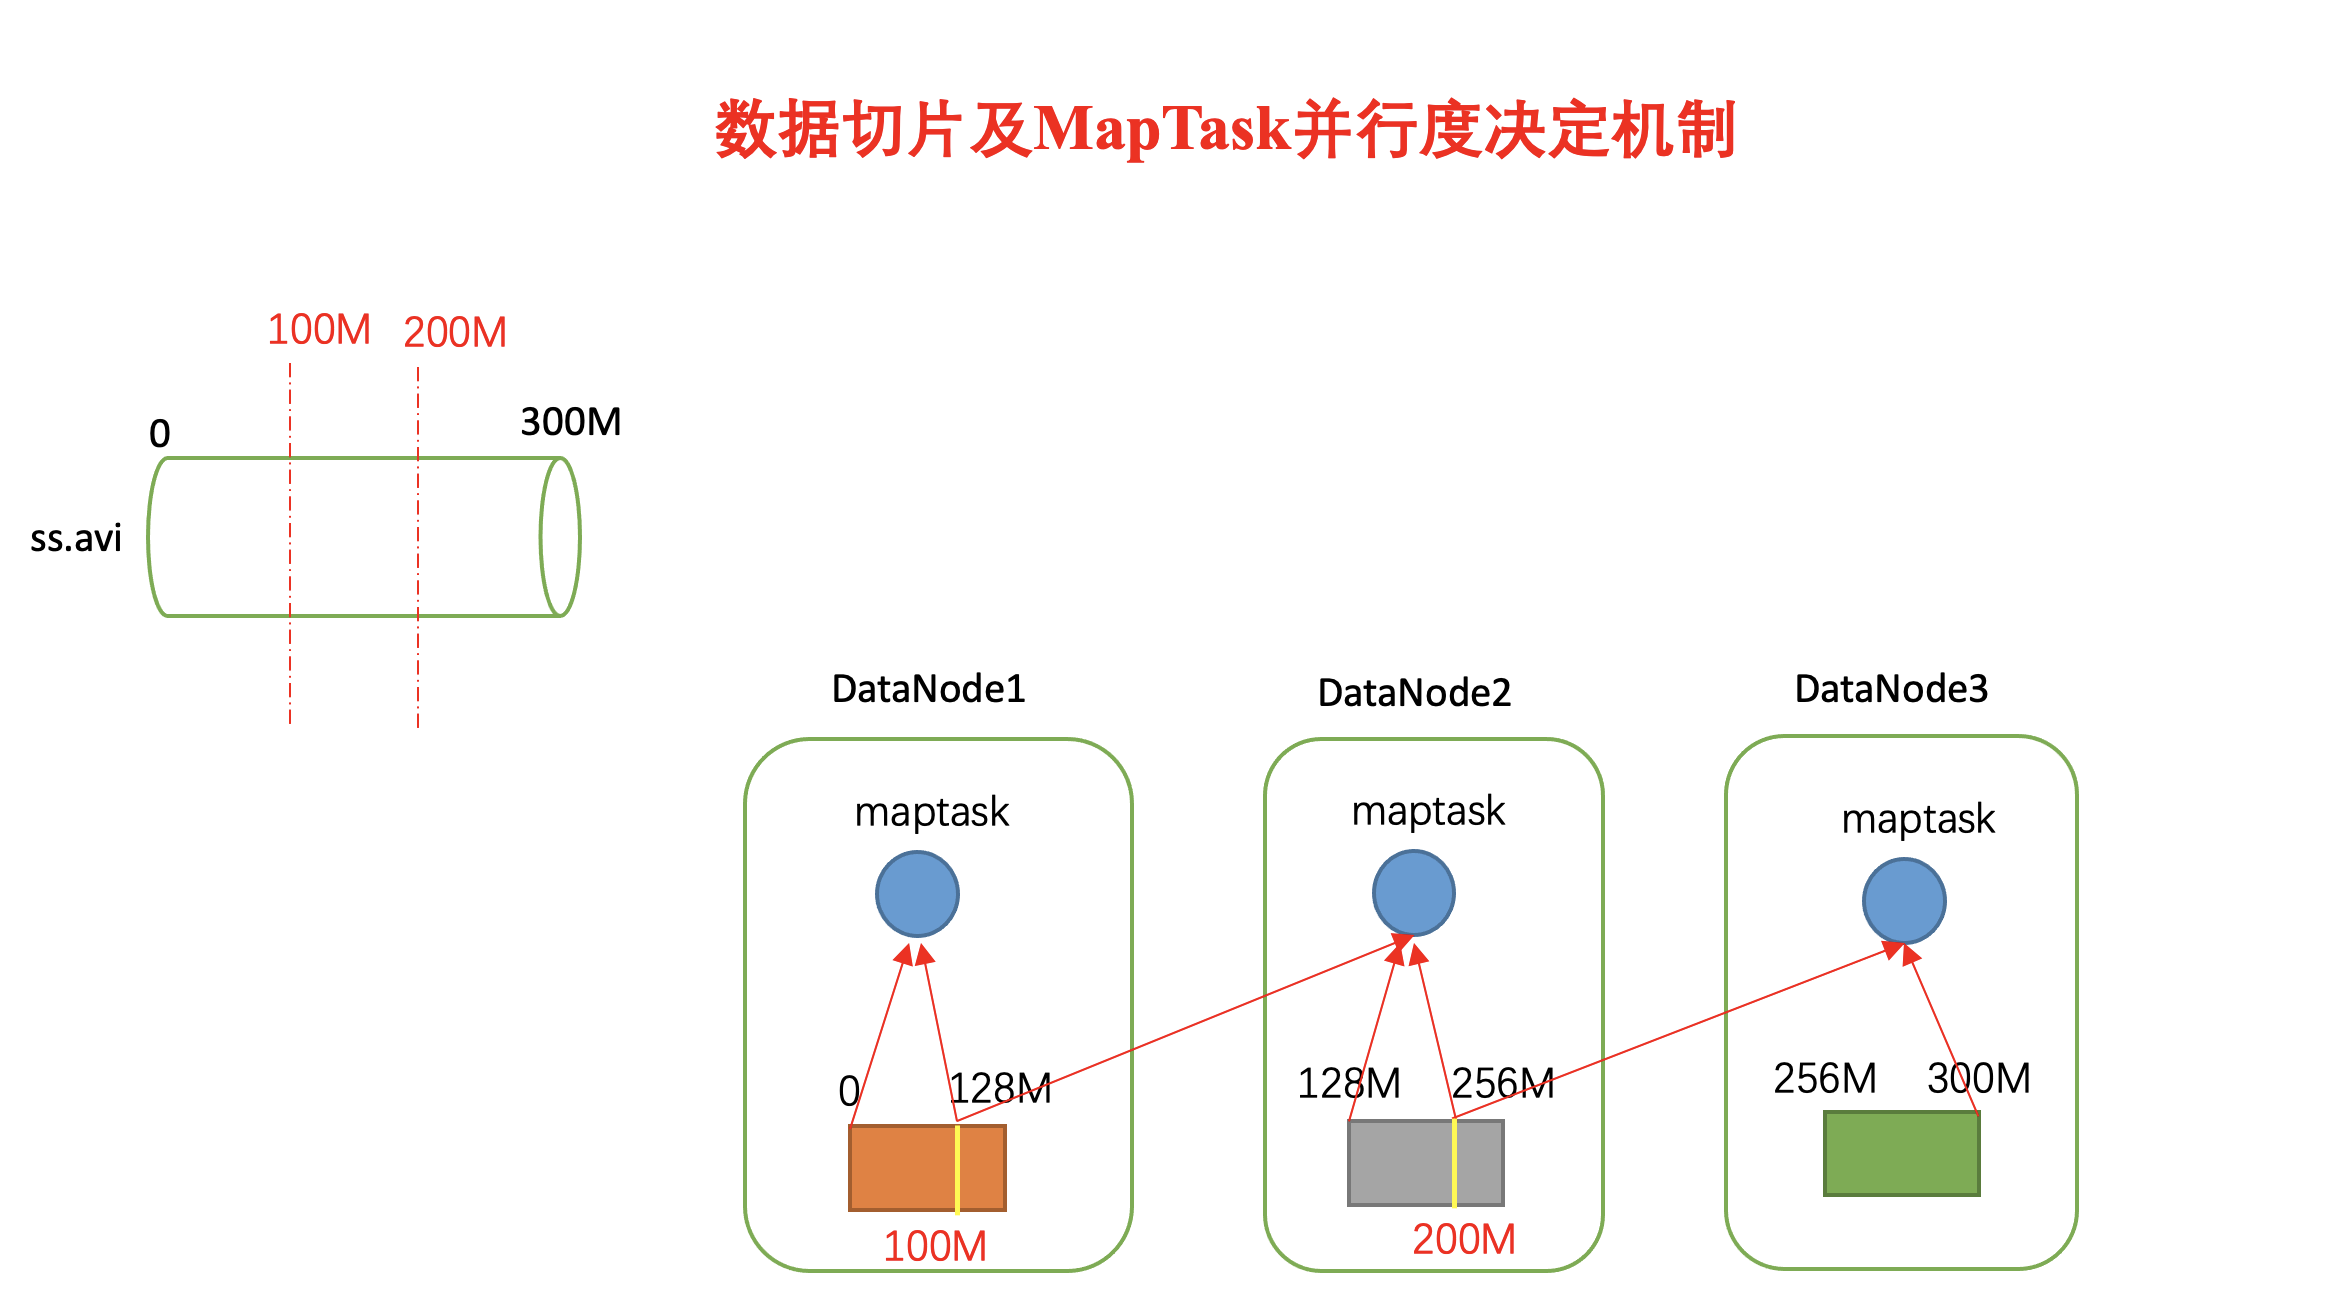 数据切片及MapTask并行度决定机制
100M 200M
0 300M
ss.avi
DataNode1 DataNode2 DataNode3
maptask maptask maptask
0 128M 128M 256M 256M 300M
100M 200M